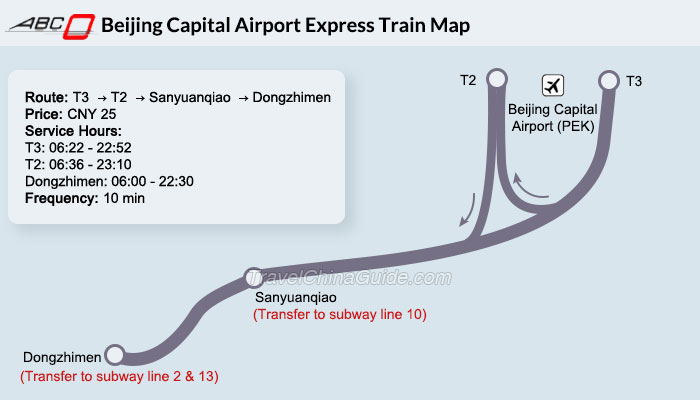 ABC Beijing Capital Airport Express Train Map
Route: T3 → T2 → Sanyuanqiao → Dongzhimen
Price: CNY 25
Service Hours:
T3: 06:22 - 22:52
T2: 06:36 - 23:10
Dongzhimen: 06:00 - 22:30
Frequency: 10 min
T2
T3
Beijing Capital
Airport (PEK)
TravelChinaGuide.com
Sanyuanqiao
(Transfer to subway line 10)
Dongzhimen
(Transfer to subway line 2 & 13)